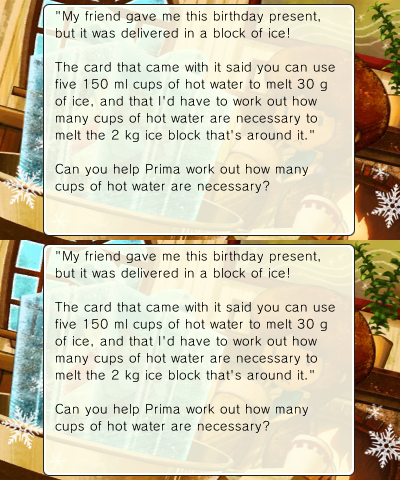 "My friend gave me this birthday present,
but it was delivered in a block of ice!
The card that came with it said you can use
five 150 ml cups of hot water to melt 30 g
of ice, and that I'd have to work out how
many cups of hot water are necessary to
melt the 2 kg ice block that's around it."
Can you help Prima work out how many
cups of hot water are necessary?
"My friend gave me this birthday present,
but it was delivered in a block of ice!
The card that came with it said you can use
five 150 ml cups of hot water to melt 30 g
of ice, and that I'd have to work out how
many cups of hot water are necessary to
melt the 2 kg ice block that's around it."
Can you help Prima work out how many
cups of hot water are necessary?